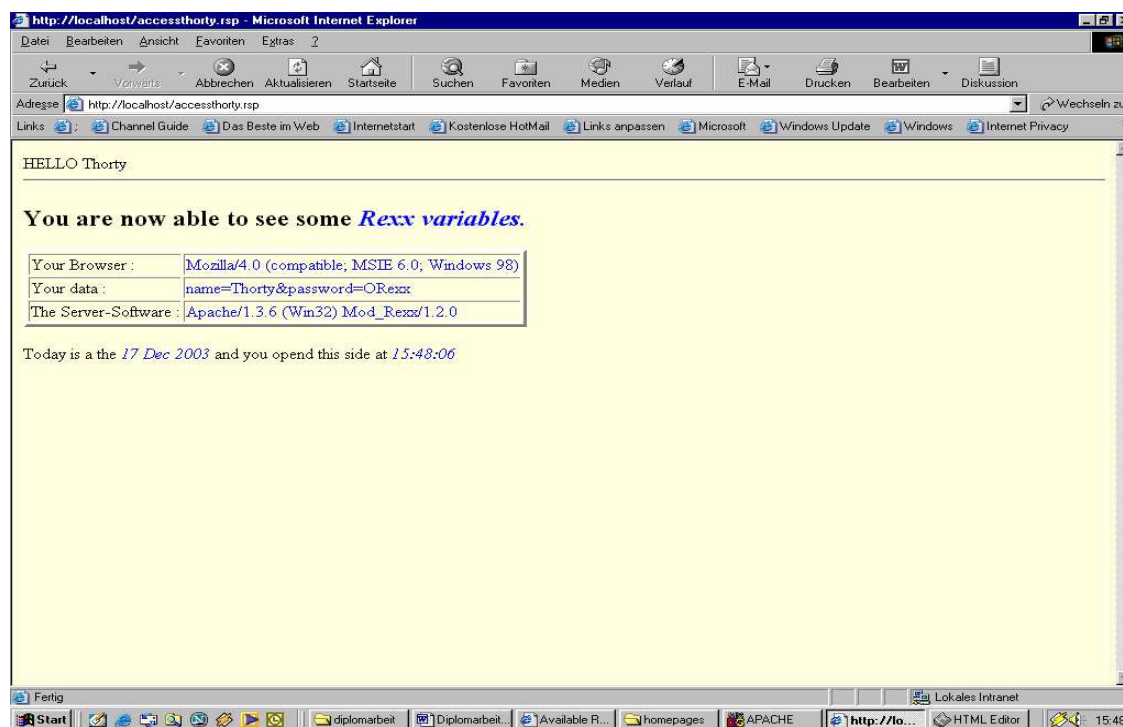 http://localhost/accessthorty.rsp - Microsoft Internet Explorer
Datei Bearbeiten Ansicht Favoriten Extras ?
Zurück Vorwärts Abbrechen Aktualisieren Startseite Suchen Favoriten Medien Verlauf E-Mail Drucken Bearbeiten Diskussion
Adresse http://localhost/accessthorty.rsp Wechseln zu
Links : Channel Guide Das Beste im Web Internetstart Kostenlose HotMail Links anpassen Microsoft Windows Update Windows Internet Privacy
HELLO Thorty
You are now able to see some Rexx variables.
Your Browser : Mozilla/4.0 (compatible; MSIE 6.0; Windows 98)
Your data : name=Thorty&password=ORexx
The Server-Software : Apache/1.3.6 (Win32) Mod_Rexx/1.2.0
Today is a the 17 Dec 2003 and you opend this side at 15:48:06
Fertig Lokales Intranet
Start diplomarbeit Diplomarbeit... Available R... homepages APACHE http://lo... HTML Editor 15:48